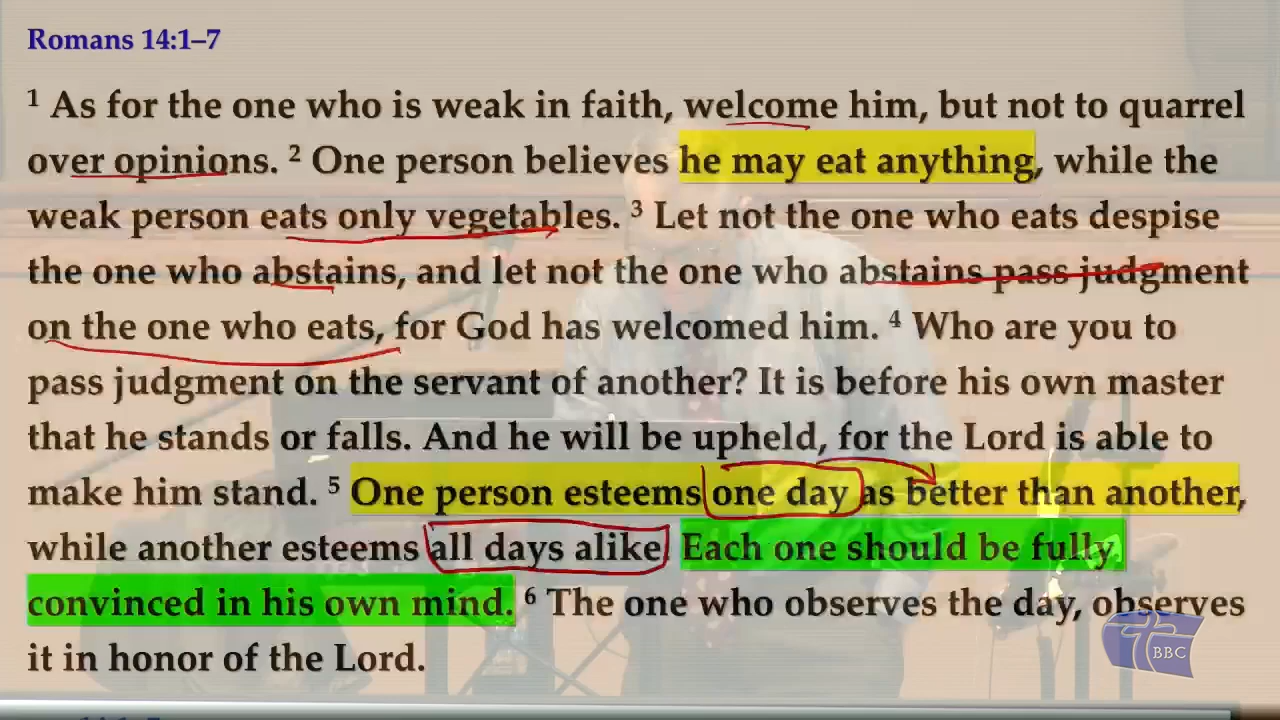 Romans 14:1–7
¹ As for the one who is weak in faith, welcome him, but not to quarrel
over opinions. ² One person believes he may eat anything, while the
weak person eats only vegetables. ³ Let not the one who eats despise
the one who abstains, and let not the one who abstains pass judgment
on the one who eats, for God has welcomed him. ⁴ Who are you to
pass judgment on the servant of another? It is before his own master
that he stands or falls. And he will be upheld, for the Lord is able to
make him stand. ⁵ One person esteems one day as better than another,
while another esteems all days alike. Each one should be fully
convinced in his own mind. ⁶ The one who observes the day, observes
it in honor of the Lord.
BBC